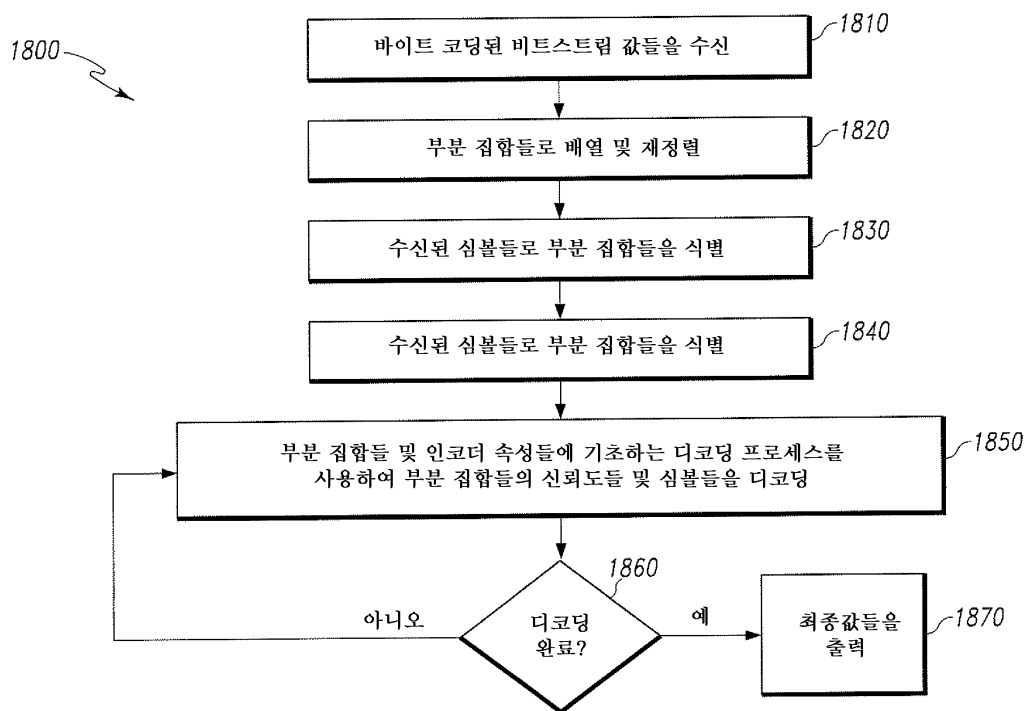 1800
바이트 코딩된 비트스트림 값들을 수신
1810
부분 집합들로 배열 및 재정렬
1820
수신된 심볼들로 부분 집합들을 식별
1830
수신된 심볼들로 부분 집합들을 식별
1840
부분 집합들 및 인코더 속성들에 기초하는 디코딩 프로세스를
사용하여 부분 집합들의 신뢰도들 및 심볼들을 디코딩
1850
1860
아니오
디코딩
완료?
예
최종값들을
출력
1870